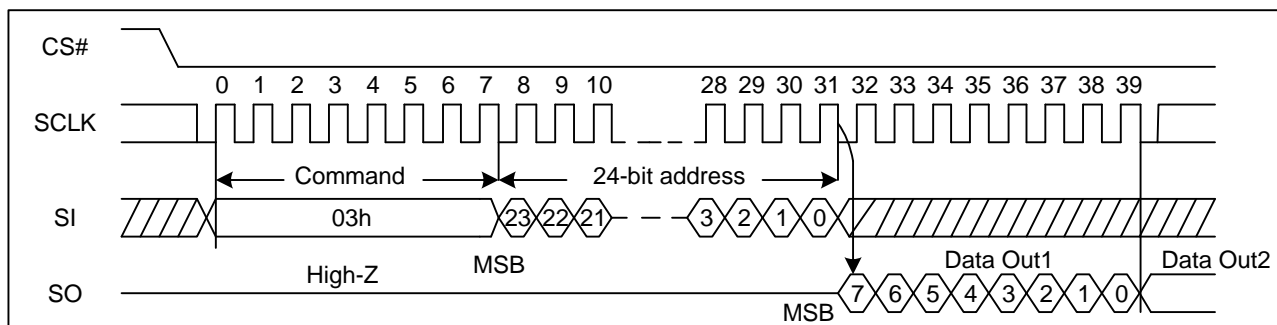 CS#
0 1 2 3 4 5 6 7 8 9 10 28 29 30 31 32 33 34 35 36 37 38 39
SCLK
Command 24-bit address
SI 03h 23 22 21 3 2 1 0
High-Z MSB Data Out1 Data Out2
SO 7 6 5 4 3 2 1 0
MSB